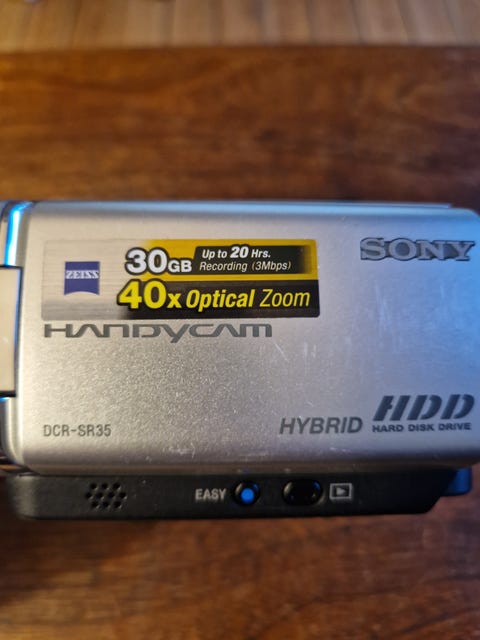 ZEISS
30GB Up to 20 Hrs.
Recording (3Mbps)
40x Optical Zoom
SONY
HANDYCAM
DCR-SR35
HYBRID HDD
HARD DISK DRIVE
EASY